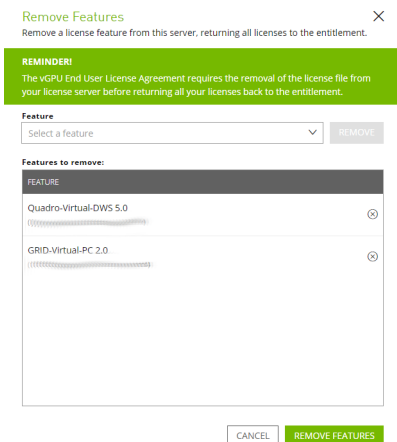 Remove Features
Remove a license feature from this server, returning all licenses to the entitlement.
REMINDER!
The vGPU End User License Agreement requires the removal of the license file from
your license server before returning all your licenses back to the entitlement.
Feature
Select a feature
REMOVE
Features to remove:
FEATURE
Quadro-Virtual-DWS 5.0
GRID-Virtual-PC 2.0
CANCEL
REMOVE FEATURES